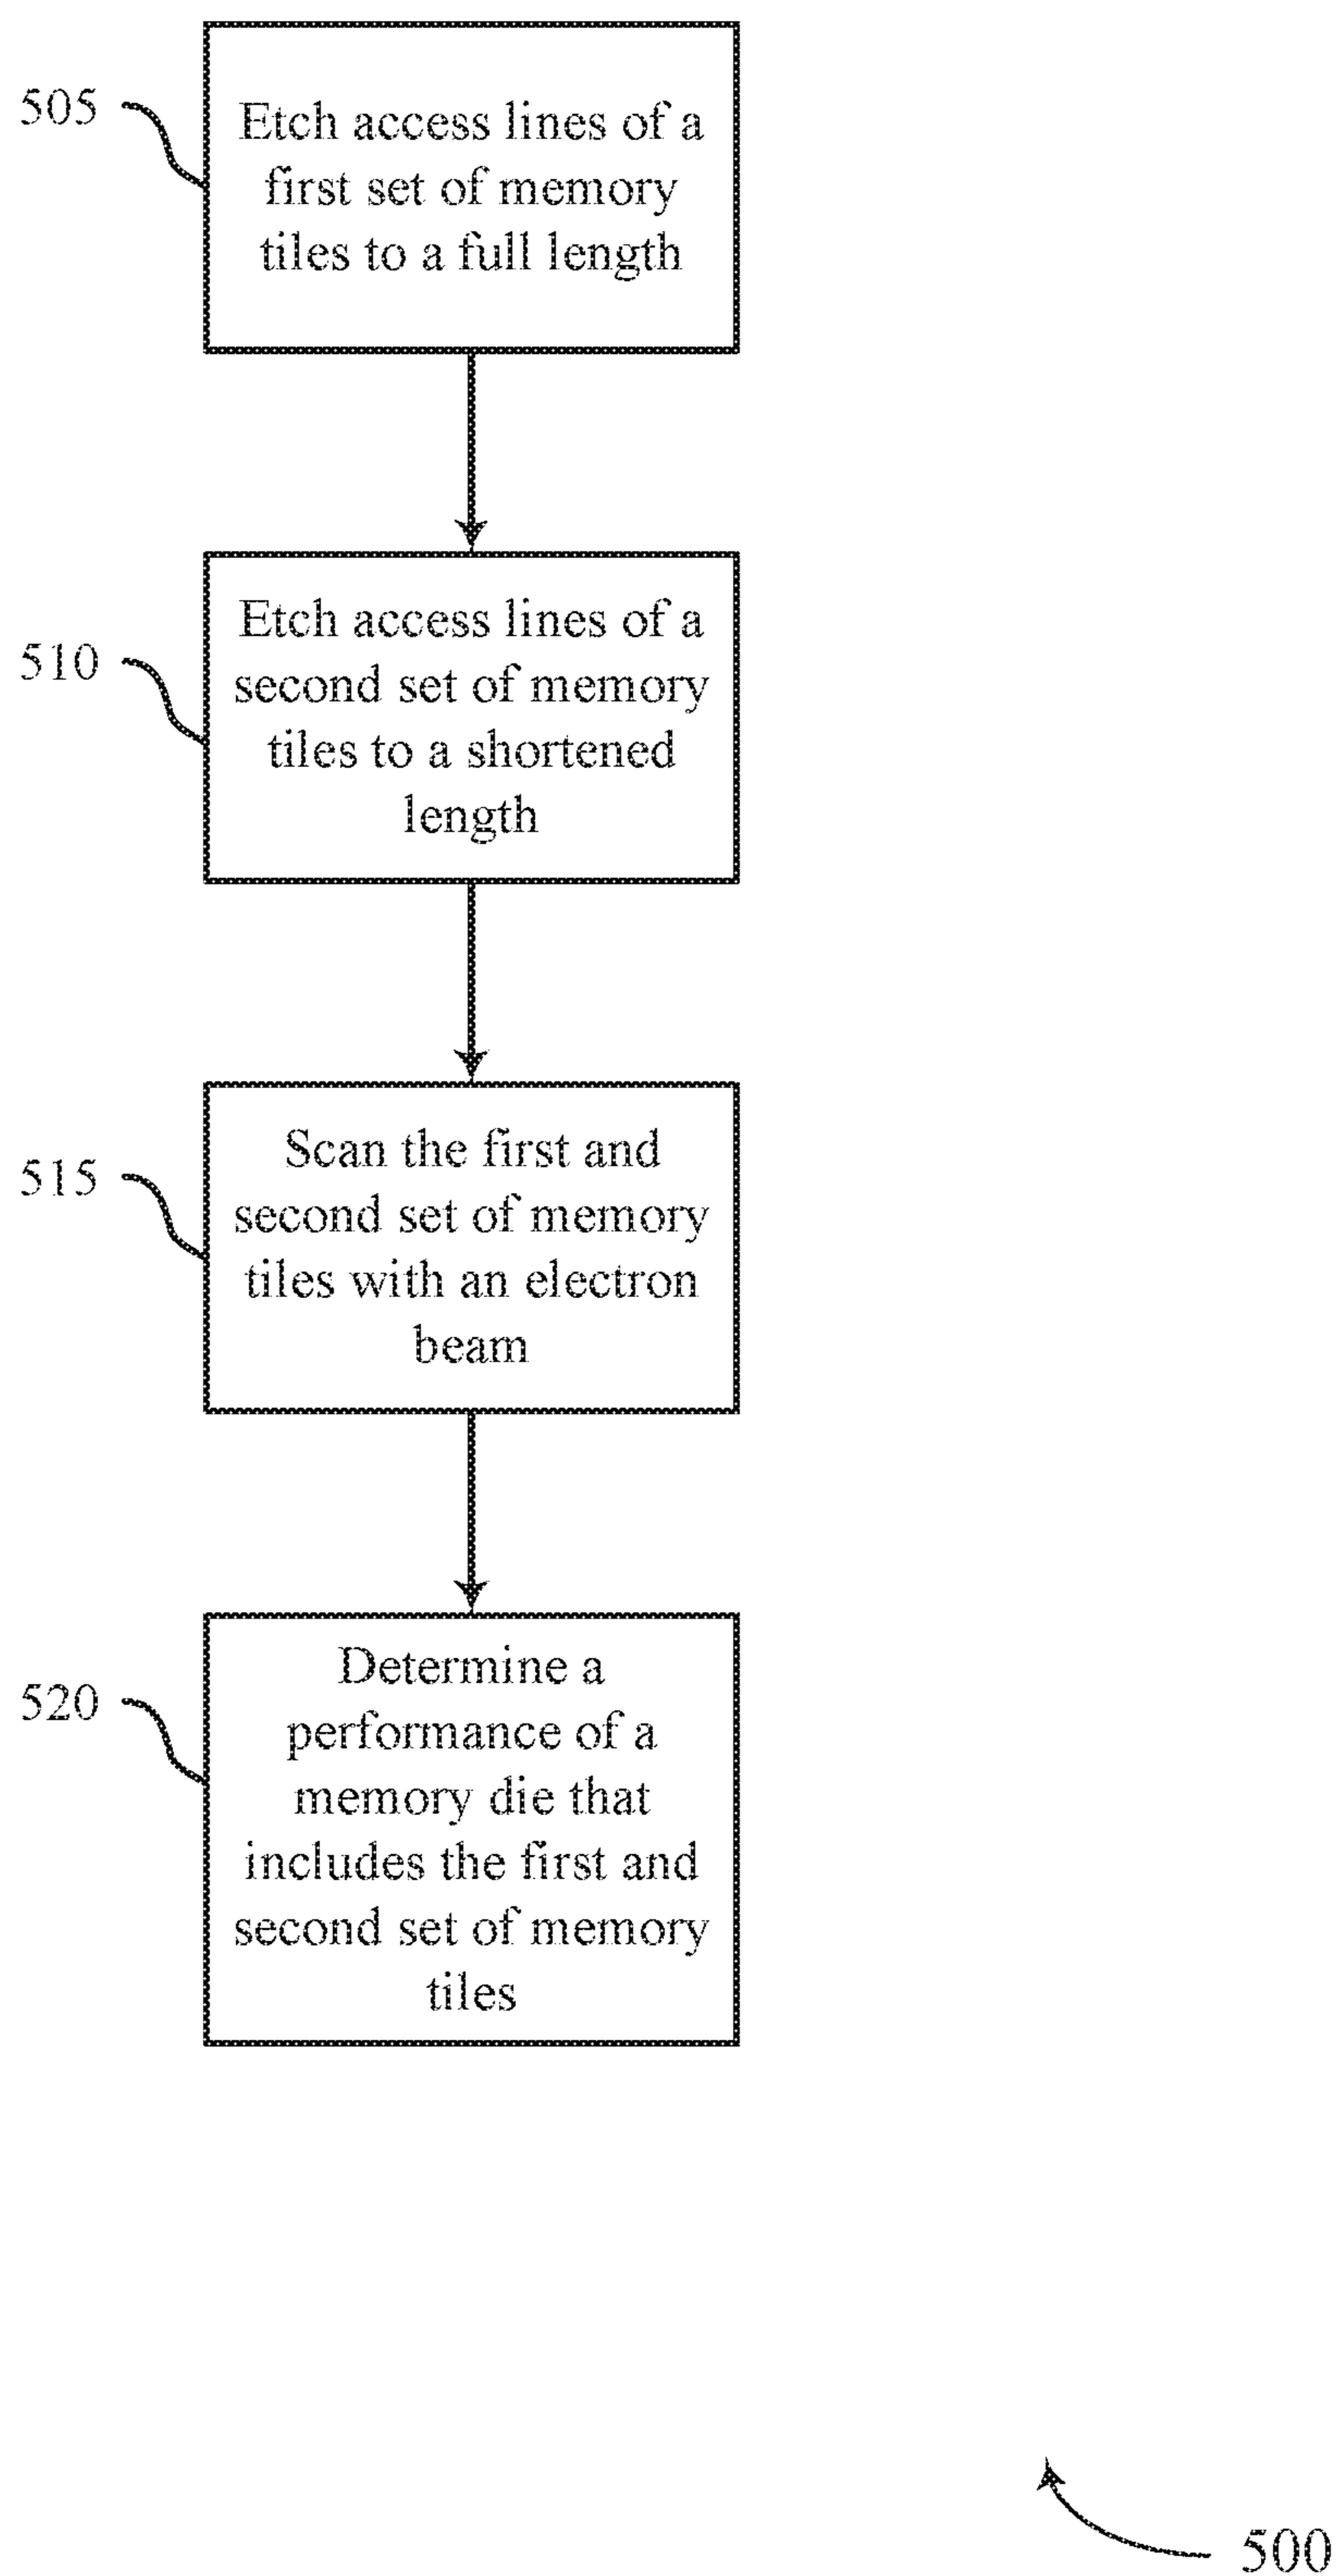 505
Etch access lines of a
first set of memory
tiles to a full length
510
Etch access lines of a
second set of memory
tiles to a shortened
length
515
Scan the first and
second set of memory
tiles with an electron
beam
520
Determine a
performance of a
memory die that
includes the first and
second set of memory
tiles
500